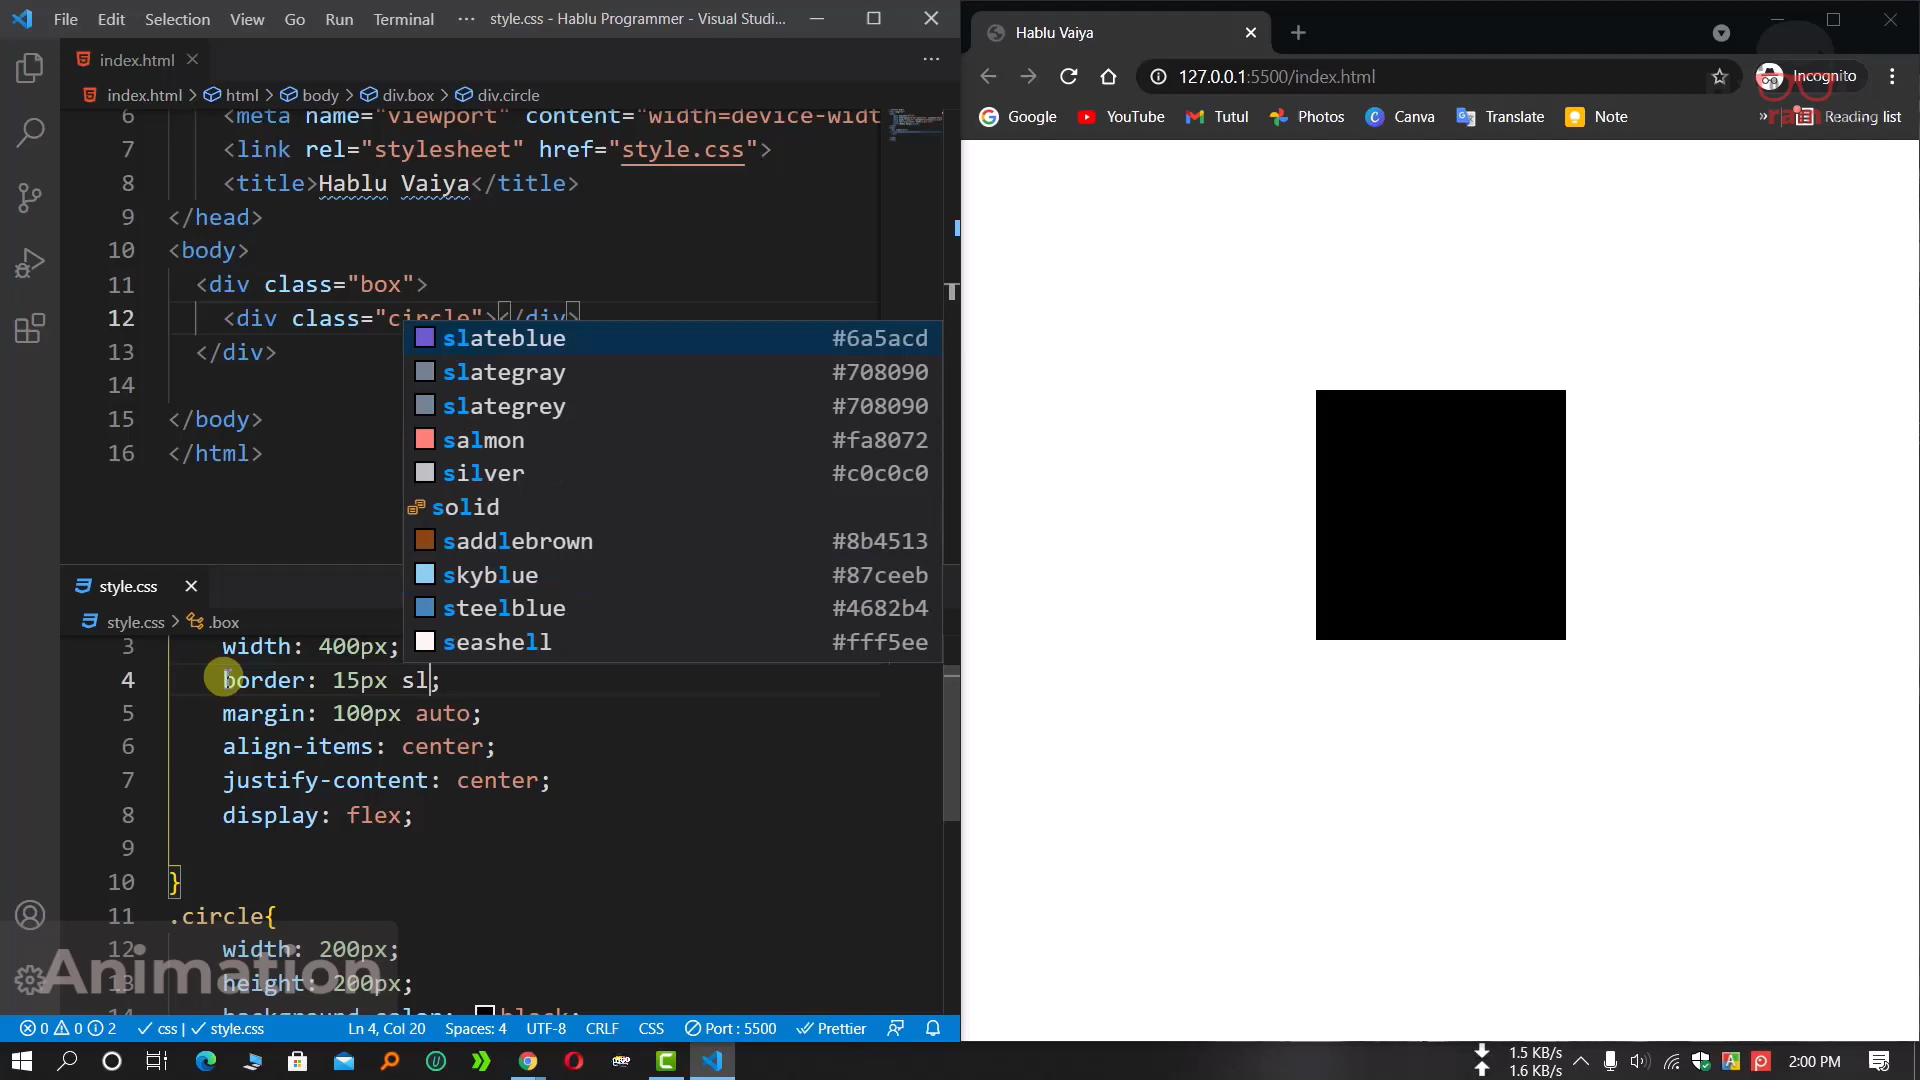 File Edit Selection View Go Run Terminal ··· style.css - Hablu Programmer - Visual Studi...
index.html
index.html > html > body > div.box > div.circle
6 <meta name="viewport" content="width=device-widt
7 <link rel="stylesheet" href="style.css">
8 <title>Hablu Vaiya</title>
9 </head>
10 <body>
11 <div class="box">
12 <div class="circle"></div>
13 </div>
14
15 </body>
16 </html>
slateblue #6a5acd
slategray #708090
slategrey #708090
salmon #fa8072
silver #c0c0c0
solid
saddlebrown #8b4513
skyblue #87ceeb
steelblue #4682b4
seashell #fff5ee
style.css
style.css > .box
3 width: 400px;
4 border: 15px sl;
5 margin: 100px auto;
6 align-items: center;
7 justify-content: center;
8 display: flex;
9
10 }
11 .circle{
12 width: 200px;
13 height: 200px;
14 background-color: black;
Animation
0 0 2 css | style.css Ln 4, Col 20 Spaces: 4 UTF-8 CRLF CSS Port : 5500 Prettier
Hablu Vaiya
127.0.0.1:5500/index.html
Incognito
Google YouTube Tutul Photos Canva Translate Note » Reading list
1.5 KB/s
1.6 KB/s
2:00 PM